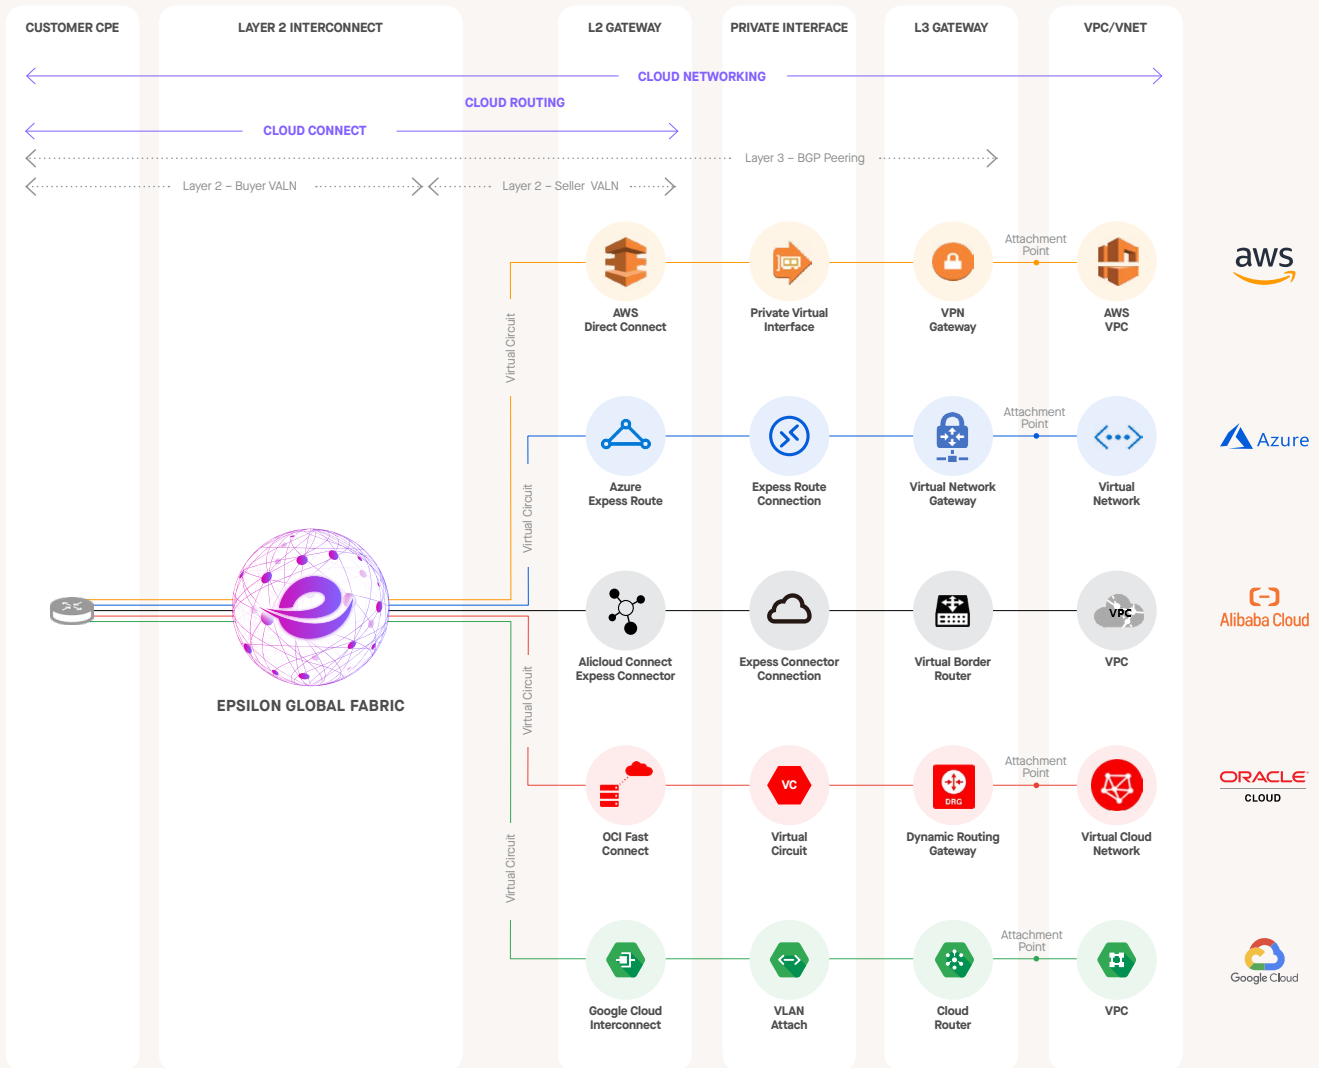 CUSTOMER CPE
LAYER 2 INTERCONNECT
L2 GATEWAY
PRIVATE INTERFACE
L3 GATEWAY
VPC/VNET
CLOUD NETWORKING
CLOUD ROUTING
CLOUD CONNECT
Layer 3 – BGP Peering
Layer 2 – Buyer VALN
Layer 2 – Seller VALN
Virtual Circuit
AWS
Direct Connect
Private Virtual
Interface
VPN
Gateway
Attachment
Point
AWS
VPC
aws
Virtual Circuit
Azure
Expess Route
Expess Route
Connection
Virtual Network
Gateway
Attachment
Point
Virtual
Network
Azure
EPSILON GLOBAL FABRIC
Alicloud Connect
Expess Connector
Expess Connector
Connection
Virtual Border
Router
VPC
VPC
Alibaba Cloud
Virtual Circuit
OCI Fast
Connect
VC
Virtual
Circuit
DRG
Dynamic Routing
Gateway
Attachment
Point
Virtual Cloud
Network
ORACLE
CLOUD
Virtual Circuit
Google Cloud
Interconnect
VLAN
Attach
Cloud
Router
Attachment
Point
VPC
Google Cloud